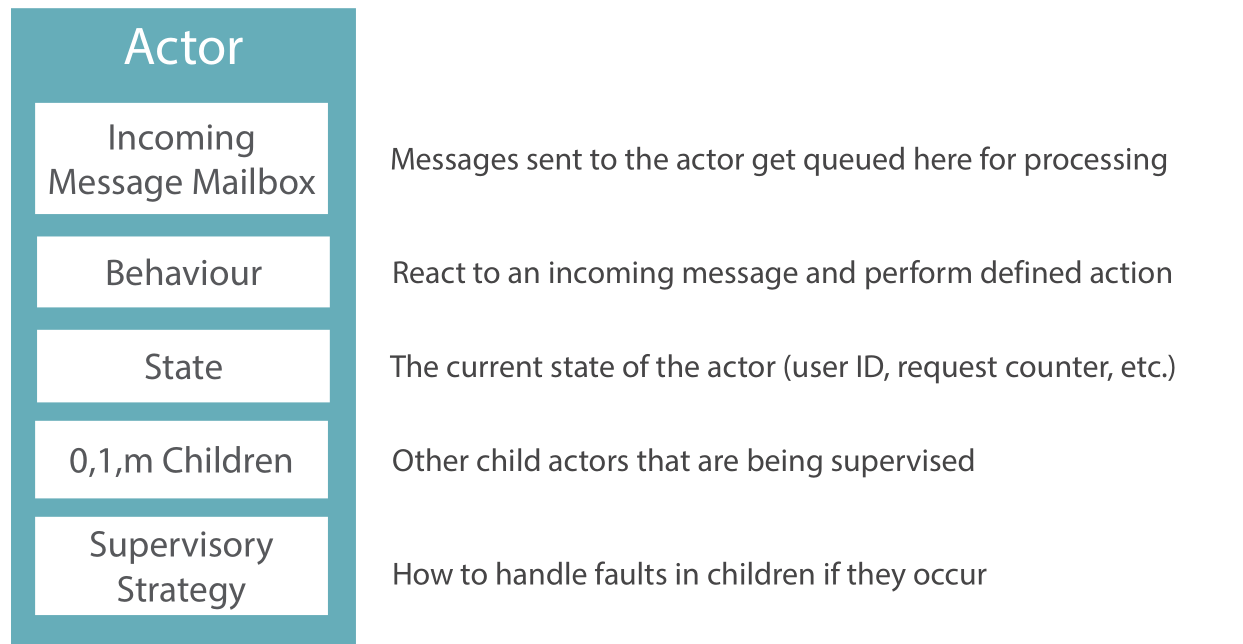 Actor
Incoming
Message Mailbox
Messages sent to the actor get queued here for processing
Behaviour
React to an incoming message and perform defined action
State
The current state of the actor (user ID, request counter, etc.)
0,1,m Children
Other child actors that are being supervised
Supervisory
Strategy
How to handle faults in children if they occur